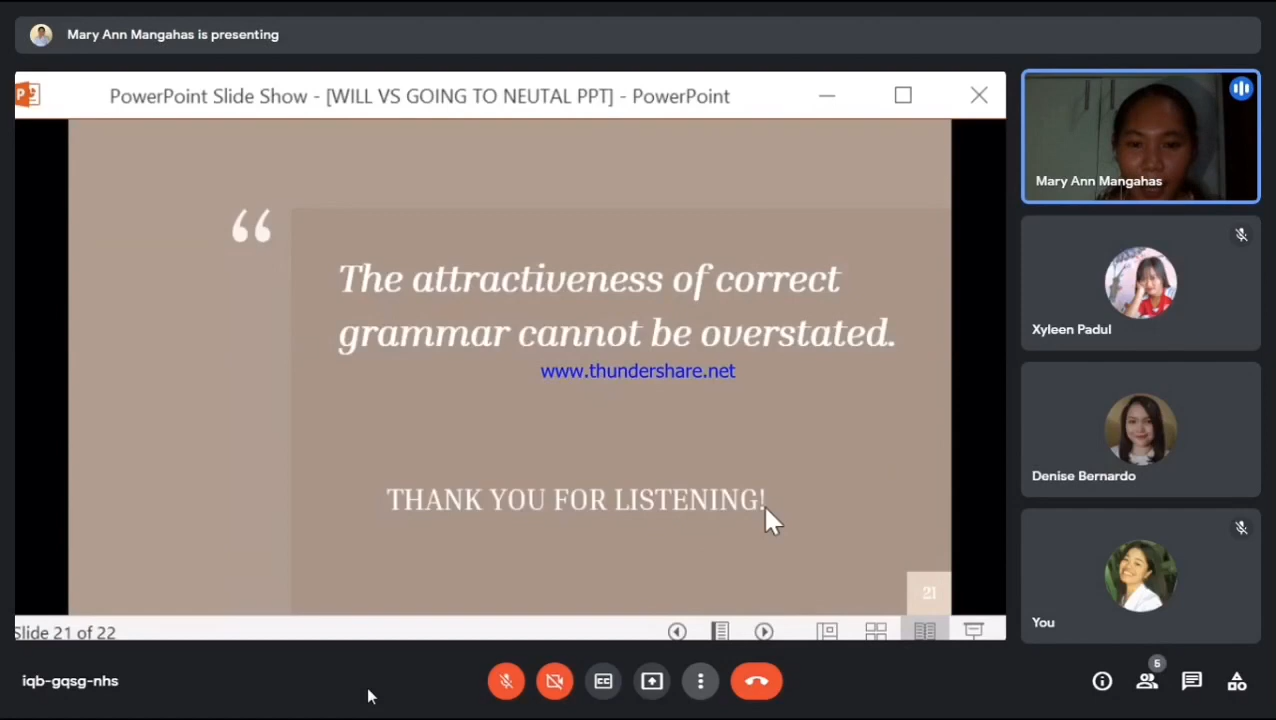 Mary Ann Mangahas is presenting
PowerPoint Slide Show - [WILL VS GOING TO NEUTAL PPT] - PowerPoint
“
The attractiveness of correct
grammar cannot be overstated.
www.thundershare.net
THANK YOU FOR LISTENING!
21
Slide 21 of 22
Mary Ann Mangahas
Xyleen Padul
Denise Bernardo
You
iqb-gqsg-nhs
CC
5